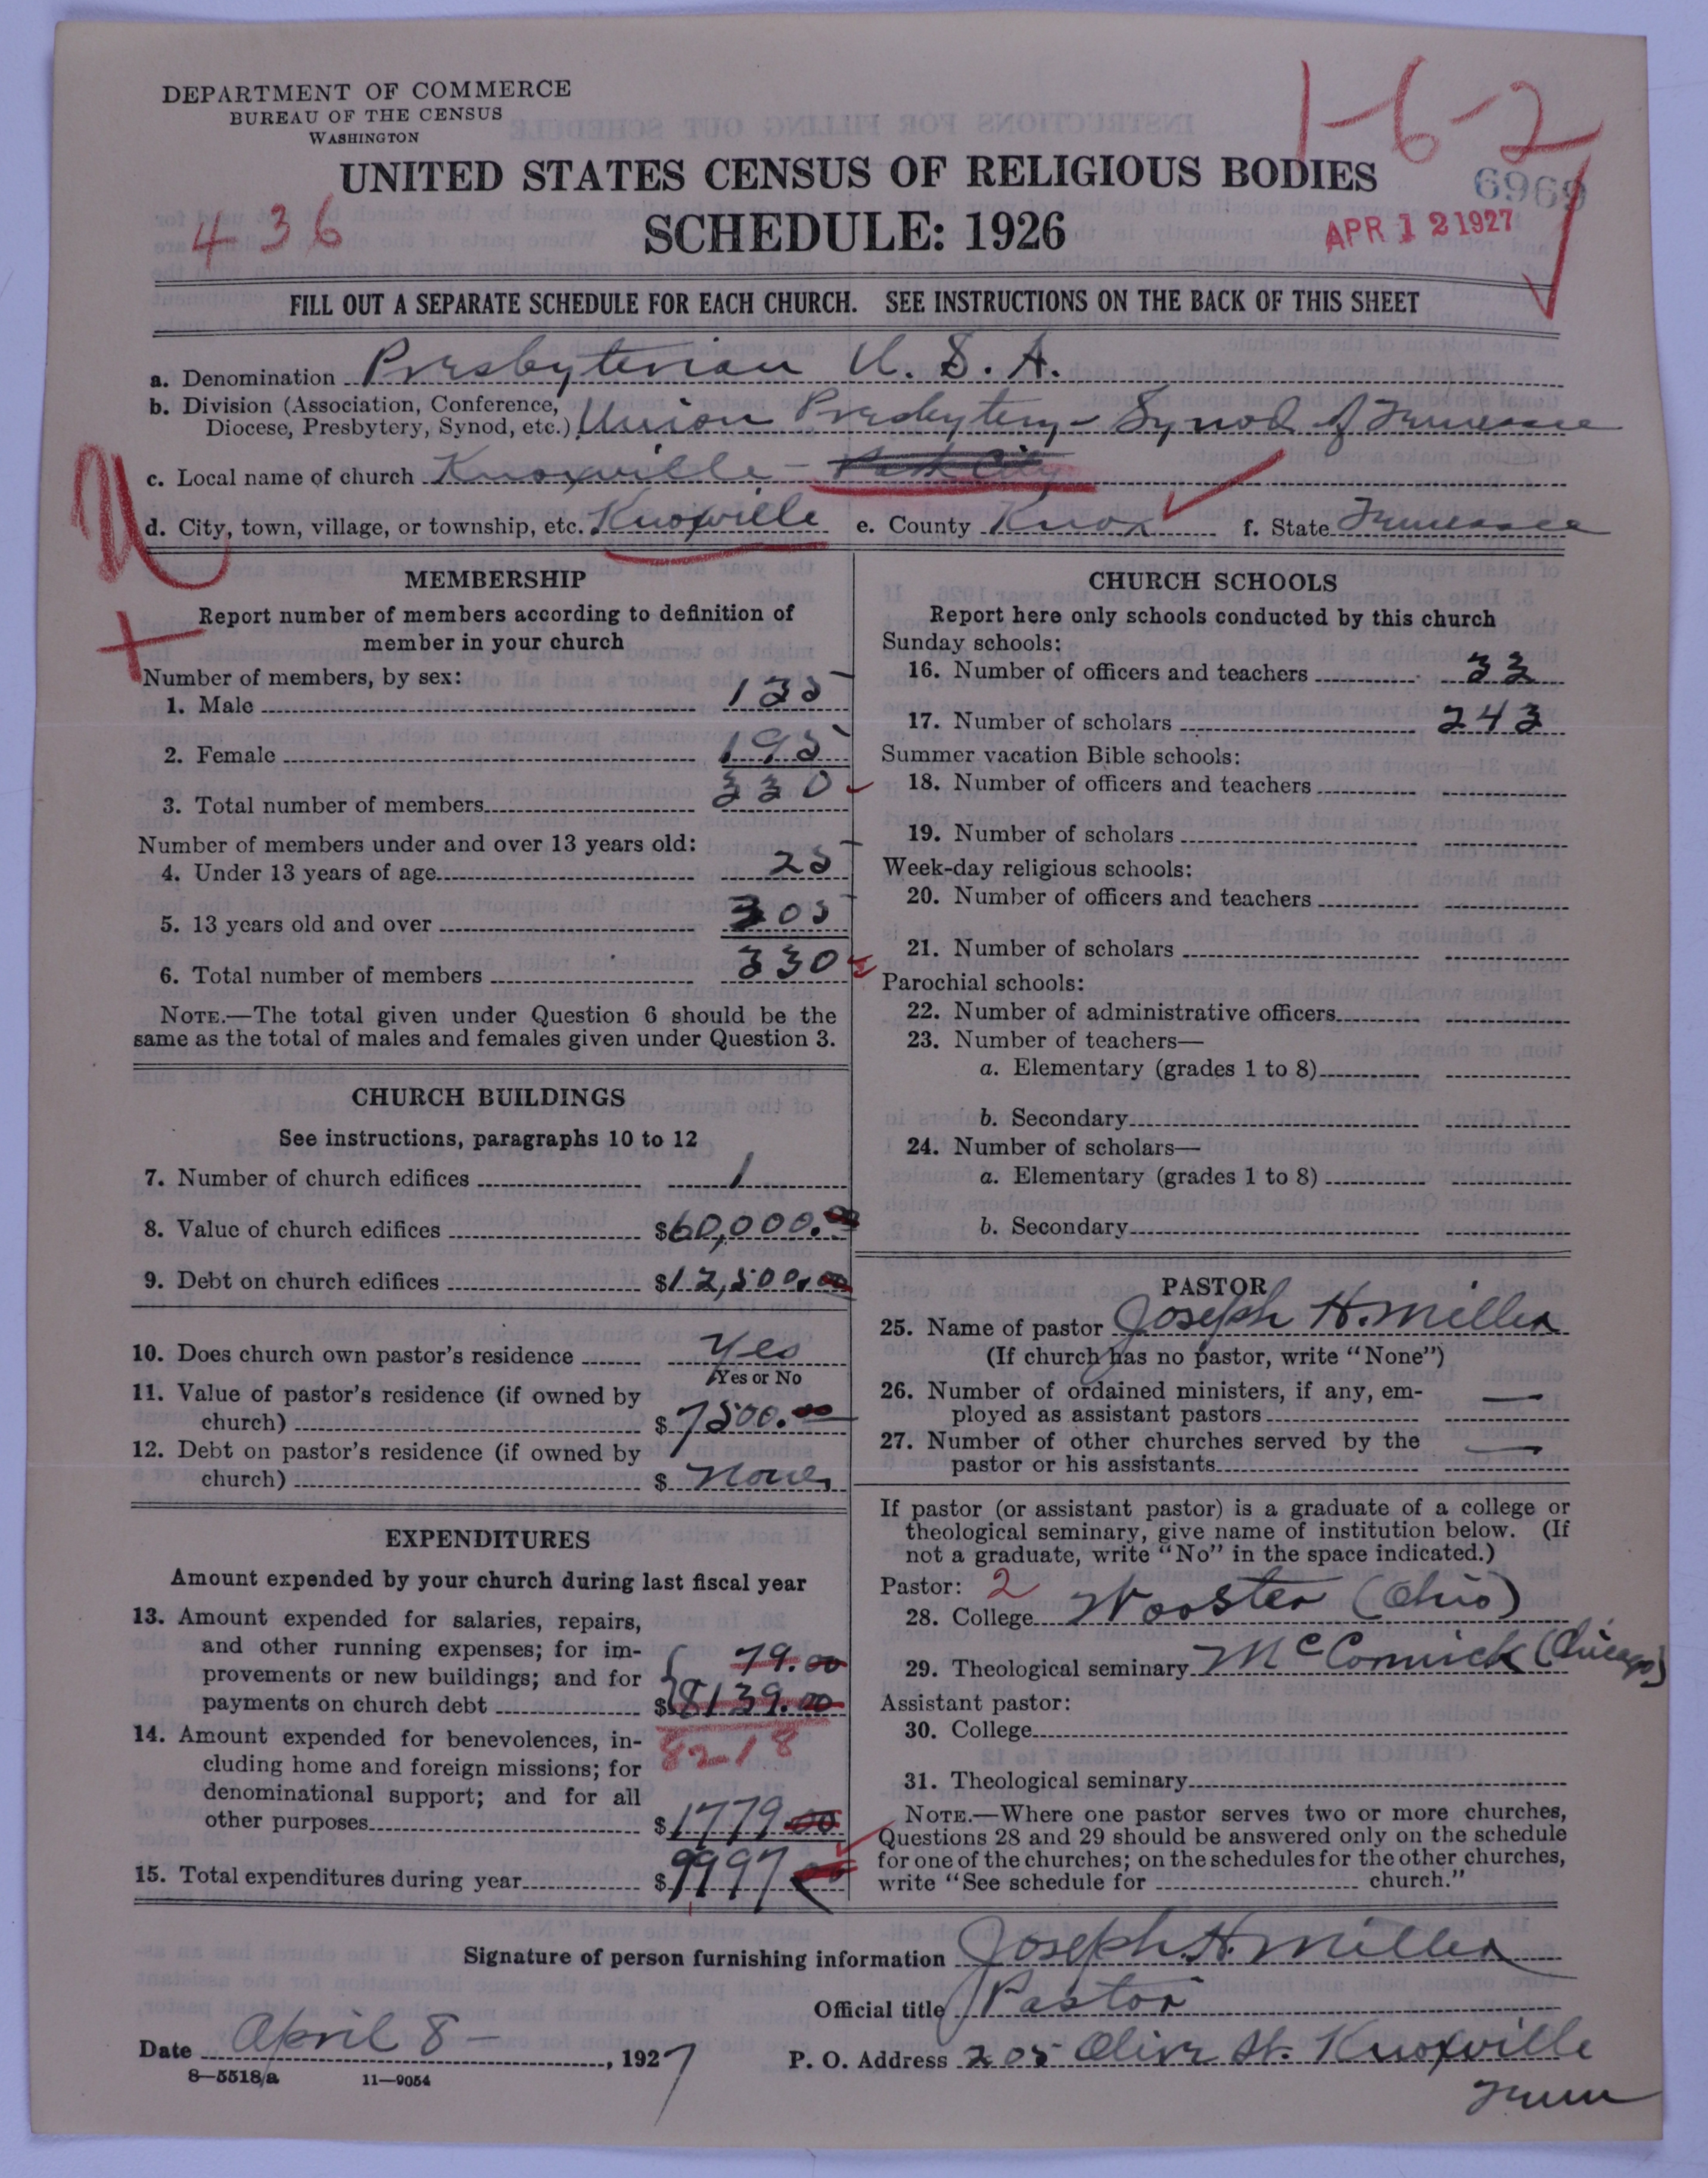 DEPARTMENT OF COMMERCE
BUREAU OF THE CENSUS
WASHINGTON
1-6-2
UNITED STATES CENSUS OF RELIGIOUS BODIES
6969
436
SCHEDULE: 1926
APR 12 1927
FILL OUT A SEPARATE SCHEDULE FOR EACH CHURCH. SEE INSTRUCTIONS ON THE BACK OF THIS SHEET
a. Denomination Presbyterian U. S. A.
b. Division (Association, Conference,
Diocese, Presbytery, Synod, etc.) Union Presbytery - Synod of Tennessee
c. Local name of church Knoxville - Park City
d. City, town, village, or township, etc. Knoxville e. County Knox f. State Tennessee
MEMBERSHIP
Report number of members according to definition of
member in your church
Number of members, by sex:
1. Male 135
2. Female 195
3. Total number of members 330
Number of members under and over 13 years old:
4. Under 13 years of age 25
5. 13 years old and over 305
6. Total number of members 330
NOTE.—The total given under Question 6 should be the
same as the total of males and females given under Question 3.
CHURCH BUILDINGS
See instructions, paragraphs 10 to 12
7. Number of church edifices 1
8. Value of church edifices $60,000.00
9. Debt on church edifices $12,500.00
10. Does church own pastor's residence Yes
Yes or No
11. Value of pastor's residence (if owned by
church) $7500.00
12. Debt on pastor's residence (if owned by
church) $ None
EXPENDITURES
Amount expended by your church during last fiscal year
13. Amount expended for salaries, repairs,
and other running expenses; for im-
provements or new buildings; and for 79.00
payments on church debt $8139.00
8218
14. Amount expended for benevolences, in-
cluding home and foreign missions; for
denominational support; and for all
other purposes $1779.00
15. Total expenditures during year $9997.00
CHURCH SCHOOLS
Report here only schools conducted by this church
Sunday schools:
16. Number of officers and teachers 33
17. Number of scholars 243
Summer vacation Bible schools:
18. Number of officers and teachers
19. Number of scholars
Week-day religious schools:
20. Number of officers and teachers
21. Number of scholars
Parochial schools:
22. Number of administrative officers
23. Number of teachers—
a. Elementary (grades 1 to 8)
b. Secondary
24. Number of scholars—
a. Elementary (grades 1 to 8)
b. Secondary
PASTOR
25. Name of pastor Joseph H. Miller
(If church has no pastor, write "None")
26. Number of ordained ministers, if any, em-
ployed as assistant pastors —
27. Number of other churches served by the
pastor or his assistants —
If pastor (or assistant pastor) is a graduate of a college or
theological seminary, give name of institution below. (If
not a graduate, write "No" in the space indicated.)
Pastor: 2
28. College Wooster (Ohio)
29. Theological seminary McCormick (Chicago)
Assistant pastor:
30. College
31. Theological seminary
NOTE.—Where one pastor serves two or more churches,
Questions 28 and 29 should be answered only on the schedule
for one of the churches; on the schedules for the other churches,
write "See schedule for church."
Signature of person furnishing information Joseph H. Miller
Official title Pastor
Date April 8 - , 1927
P. O. Address 205 Olive St. Knoxville
Tenn
8-5518a 11-9054